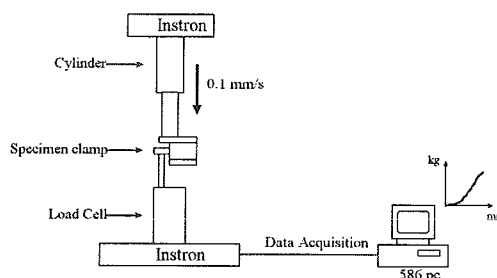 Instron
Cylinder
0.1 mm/s
Specimen clamp
kg
Load Cell
Data Acquisition
Instron
586 pc